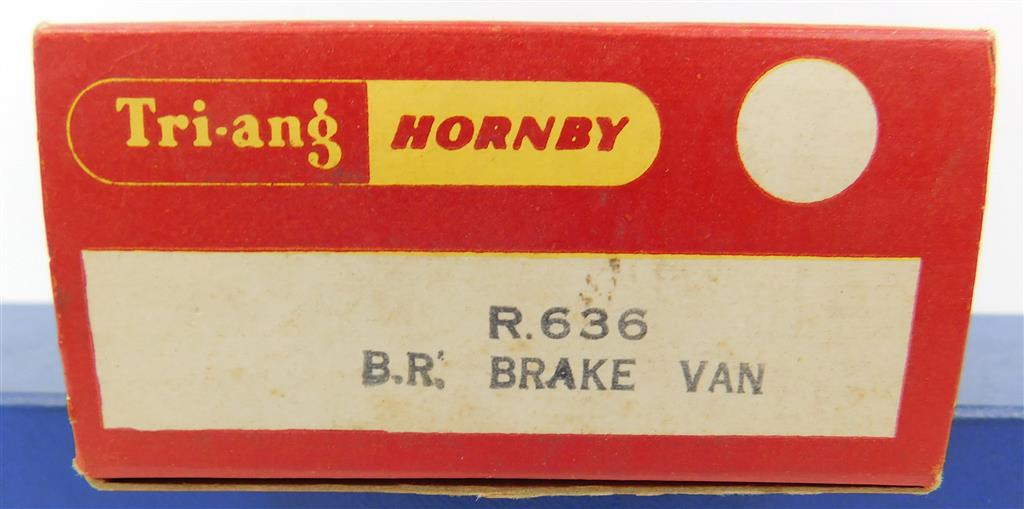 Tri-ang HORNBY
R.636
B.R. BRAKE VAN